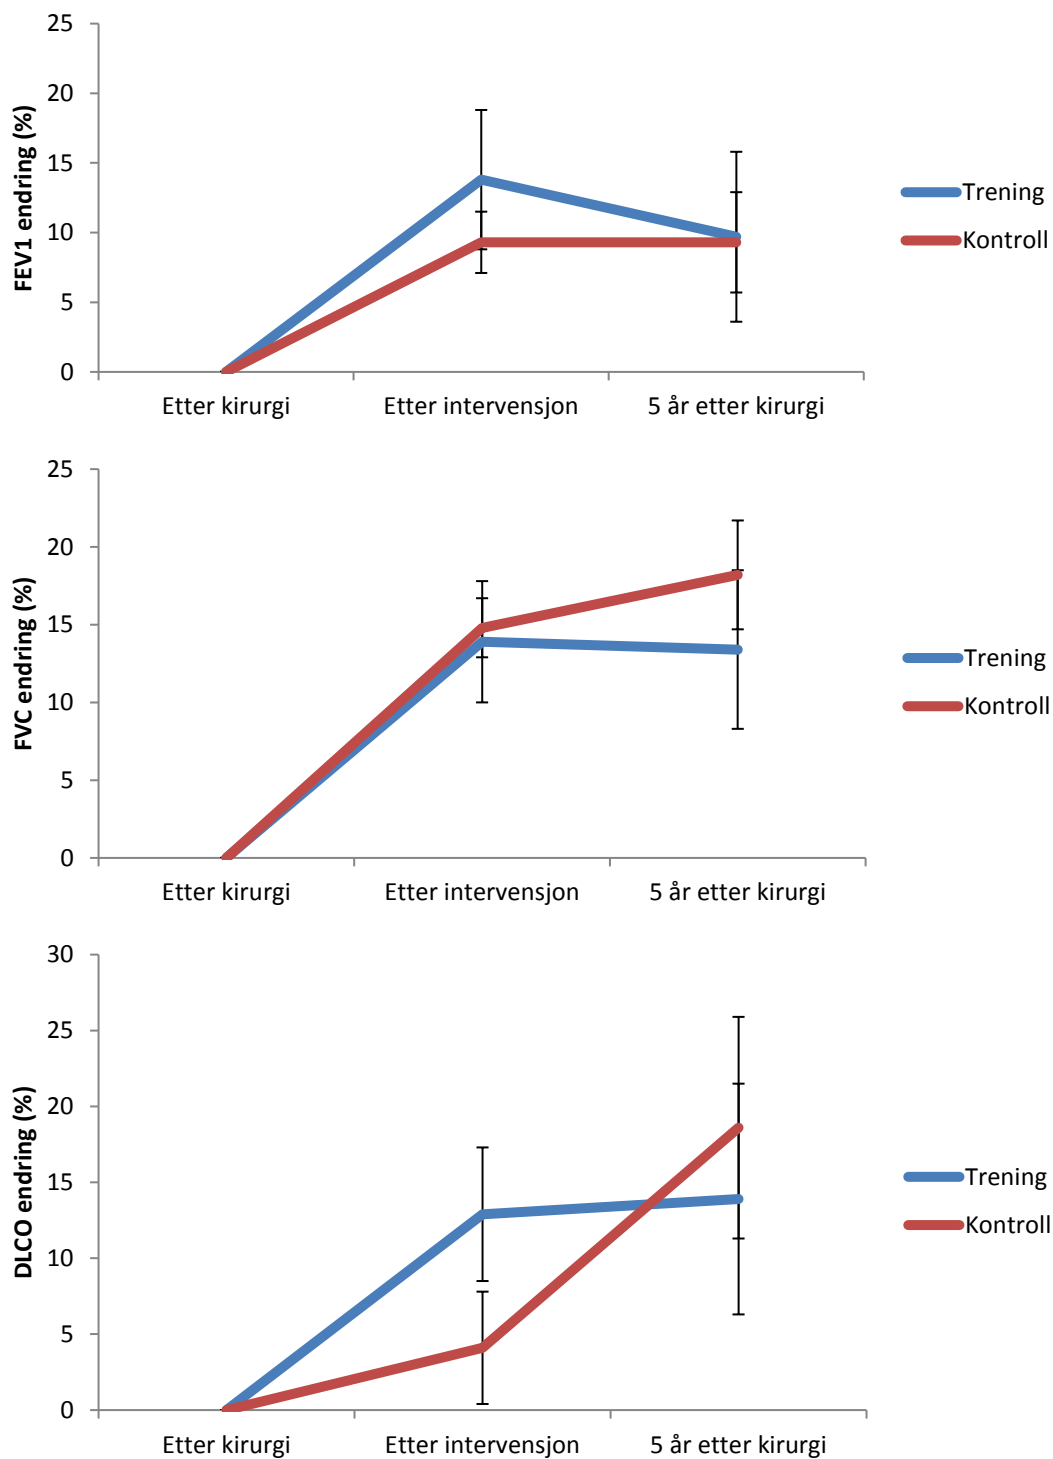 FEV1 endring (%)
25
20
15
10
5
0
Etter kirurgi Etter intervensjon 5 år etter kirurgi
Trening
Kontroll
FVC endring (%)
25
20
15
10
5
0
Etter kirurgi Etter intervensjon 5 år etter kirurgi
Trening
Kontroll
DLCO endring (%)
30
25
20
15
10
5
0
Etter kirurgi Etter intervensjon 5 år etter kirurgi
Trening
Kontroll